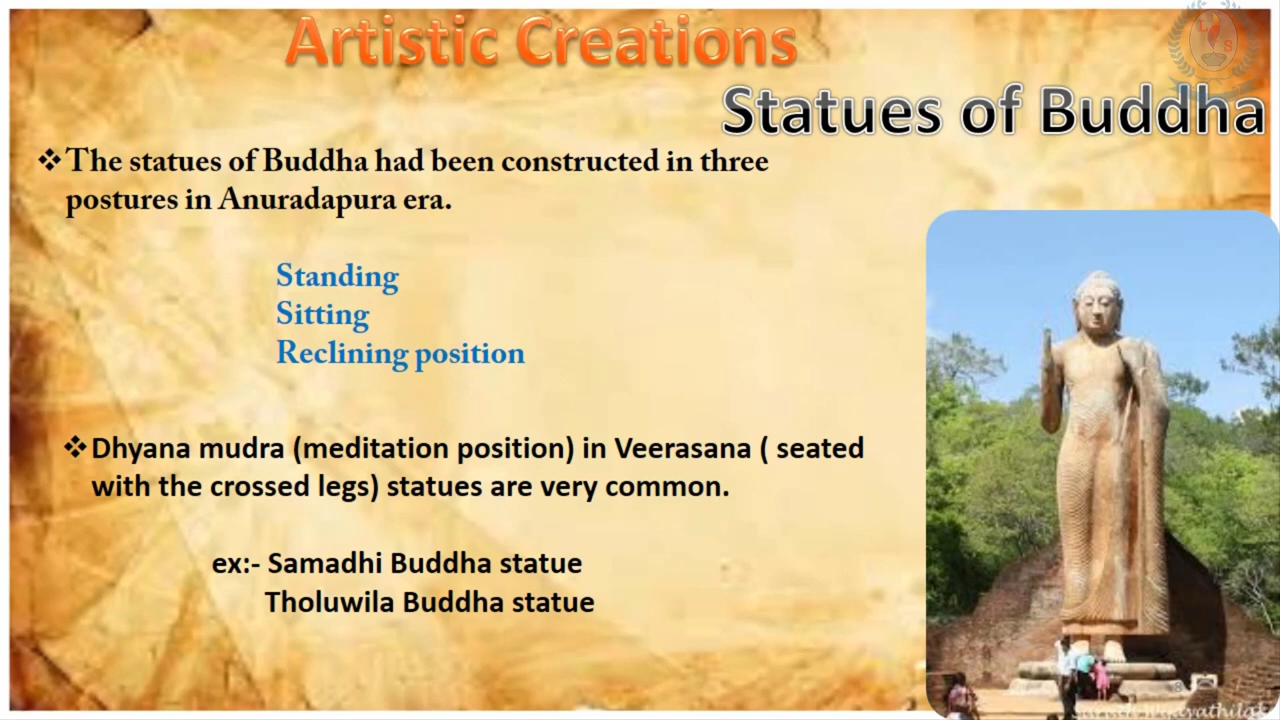 Artistic Creations
Statues of Buddha
❖The statues of Buddha had been constructed in three
postures in Anuradapura era.
Standing
Sitting
Reclining position
❖Dhyana mudra (meditation position) in Veerasana ( seated
with the crossed legs) statues are very common.
ex:- Samadhi Buddha statue
Tholuwila Buddha statue
L S
8